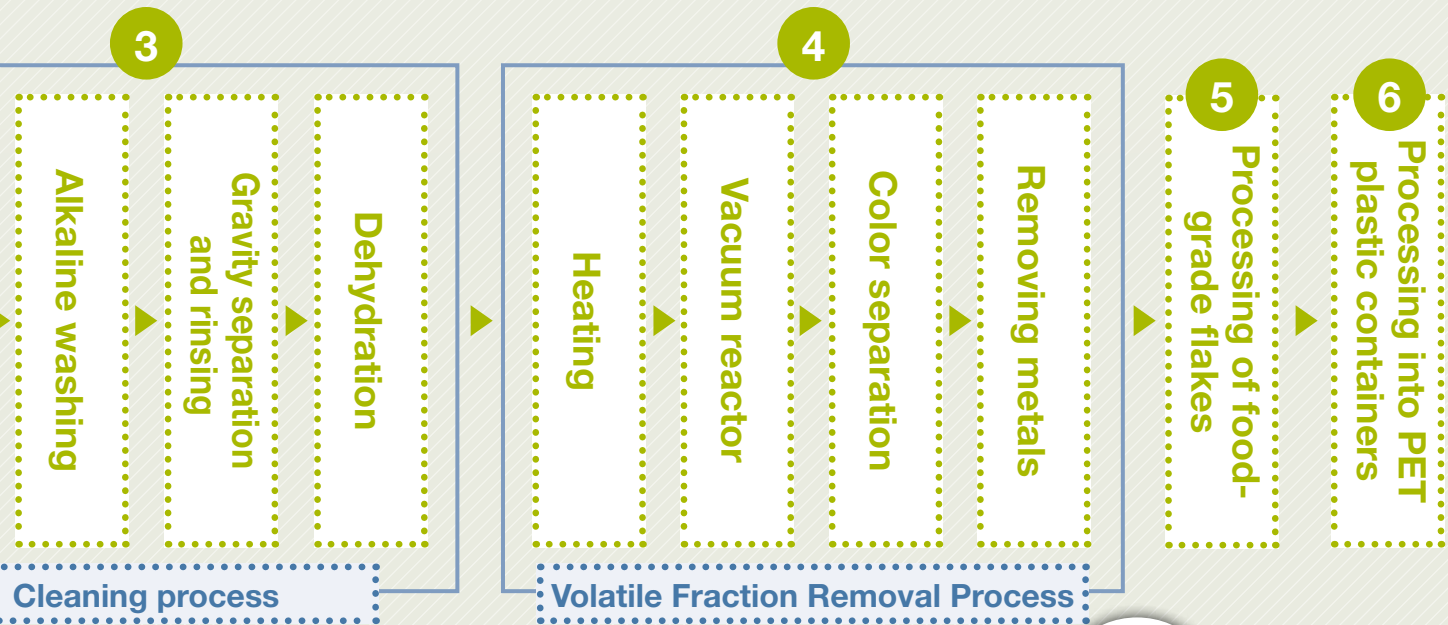 3
Alkaline washing
Gravity separation
and rinsing
Dehydration
Cleaning process
4
Heating
Vacuum reactor
Color separation
Removing metals
Volatile Fraction Removal Process
5
Processing of food-
grade flakes
6
Processing into PET
plastic containers